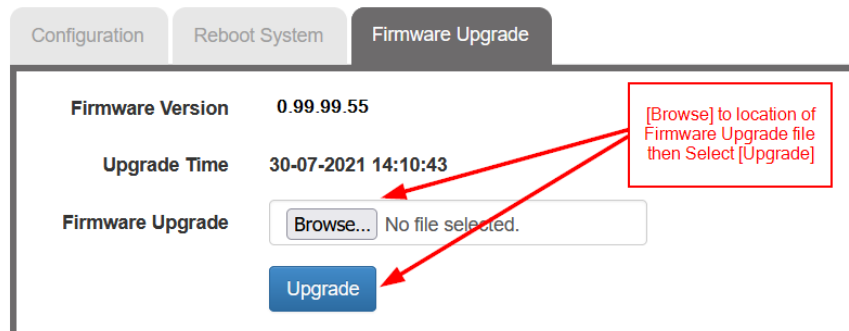 Configuration Reboot System Firmware Upgrade
Firmware Version 0.99.99.55
[Browse] to location of
Firmware Upgrade file
then Select [Upgrade]
Upgrade Time 30-07-2021 14:10:43
Firmware Upgrade Browse... No file selected.
Upgrade